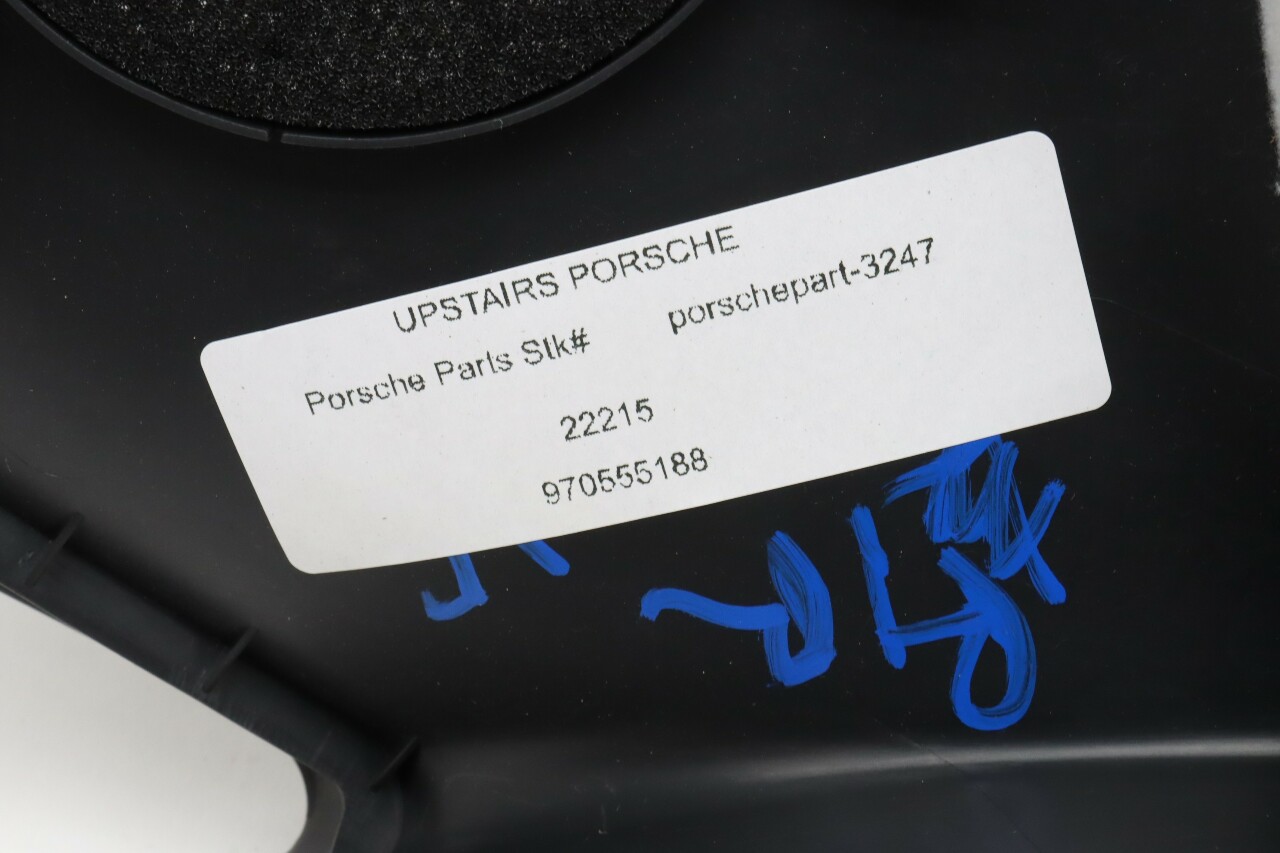 UPSTAIRS PORSCHE
Porsche Parts Stk# porschepart-3247
22215
970555188